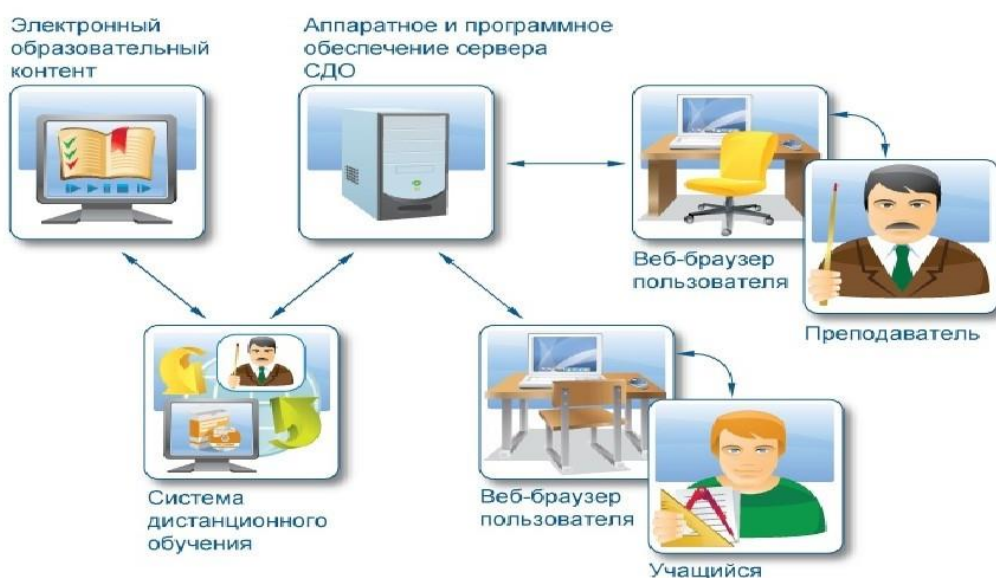 Электронный
образовательный
контент
Аппаратное и программное
обеспечение сервера
СДО
Веб-браузер
пользователя
Преподаватель
Система
дистанционного
обучения
Веб-браузер
пользователя
Учащийся